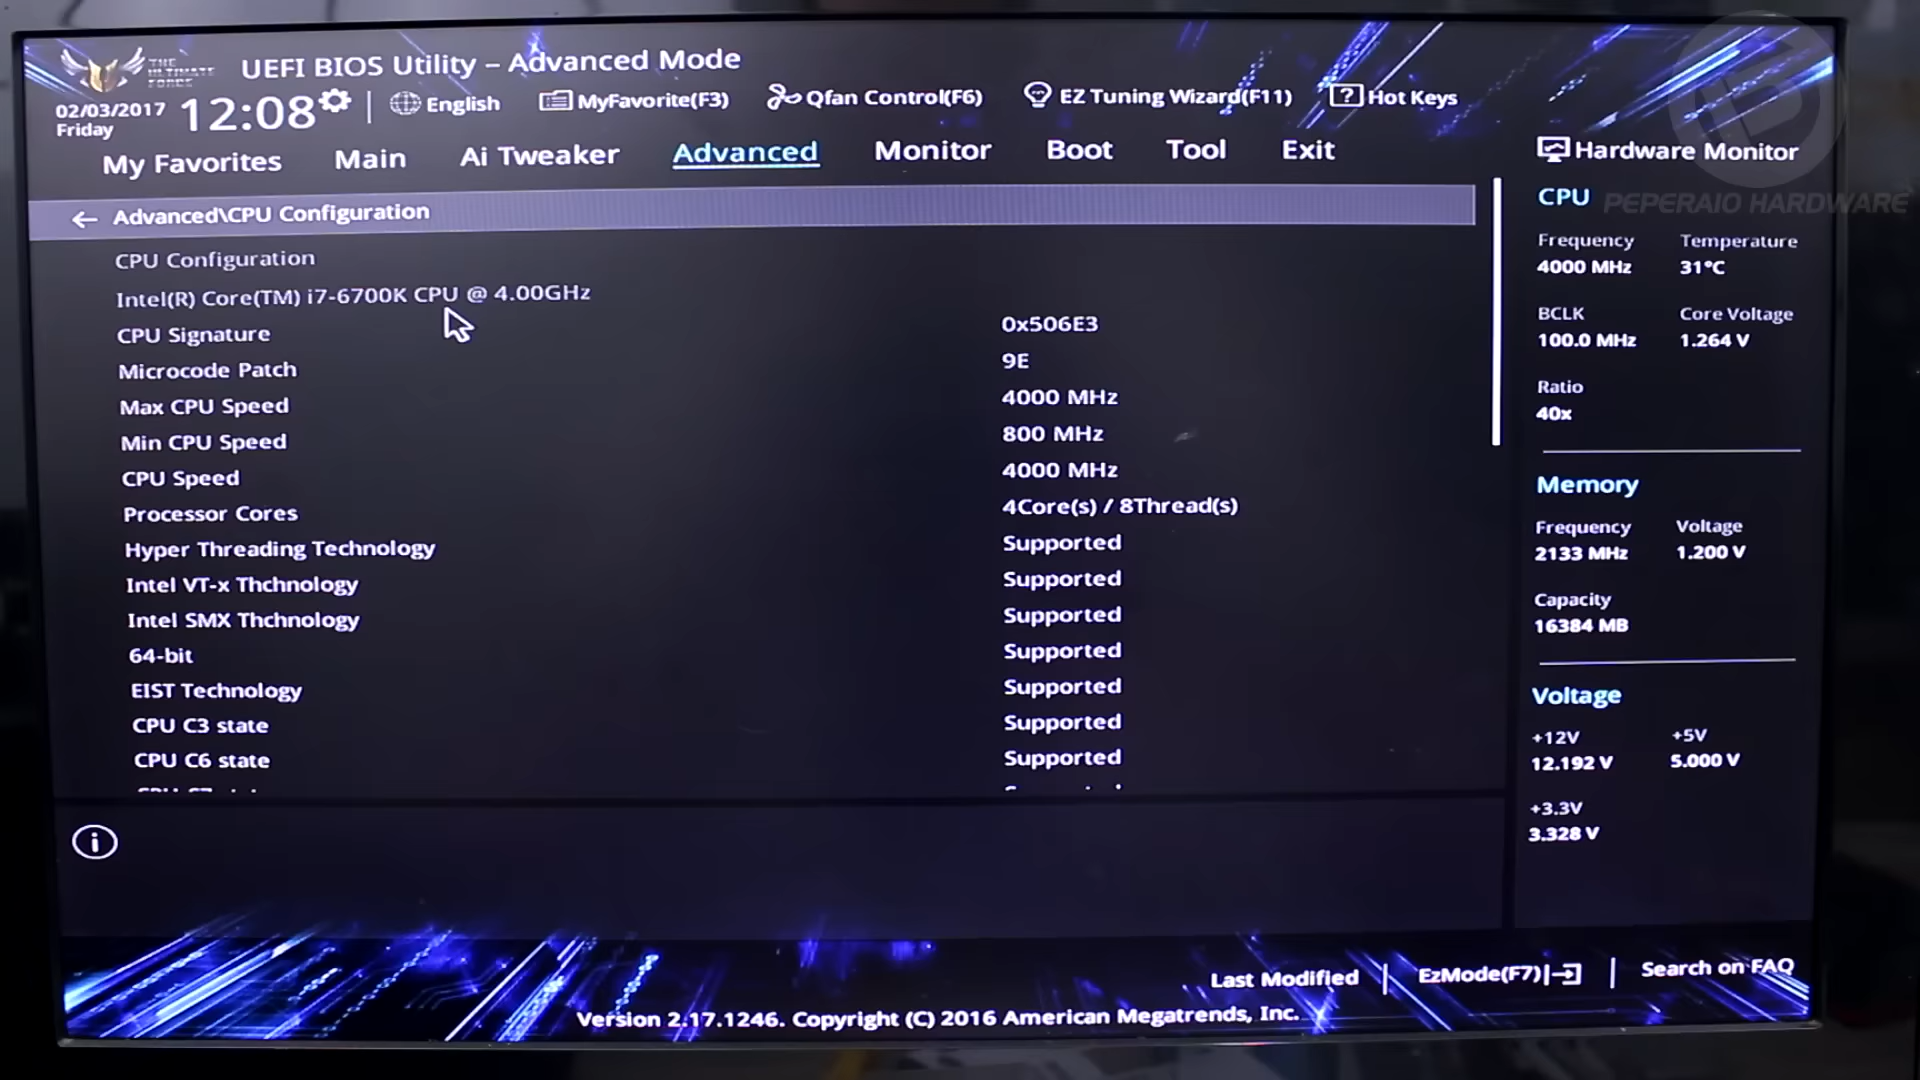 THE ULTIMATE FORCE
UEFI BIOS Utility – Advanced Mode
02/03/2017
Friday
12:08
English
MyFavorite(F3)
Qfan Control(F6)
EZ Tuning Wizard(F11)
? Hot Keys
My Favorites
Main
Ai Tweaker
Advanced
Monitor
Boot
Tool
Exit
Advanced\CPU Configuration
CPU Configuration
Intel(R) Core(TM) i7-6700K CPU @ 4.00GHz
CPU Signature 0x506E3
Microcode Patch 9E
Max CPU Speed 4000 MHz
Min CPU Speed 800 MHz
CPU Speed 4000 MHz
Processor Cores 4Core(s) / 8Thread(s)
Hyper Threading Technology Supported
Intel VT-x Thchnology Supported
Intel SMX Thchnology Supported
64-bit Supported
EIST Technology Supported
CPU C3 state Supported
CPU C6 state Supported
Hardware Monitor
PEPERAIO HARDWARE
CPU
Frequency Temperature
4000 MHz 31°C
BCLK Core Voltage
100.0 MHz 1.264 V
Ratio
40x
Memory
Frequency Voltage
2133 MHz 1.200 V
Capacity
16384 MB
Voltage
+12V +5V
12.192 V 5.000 V
+3.3V
3.328 V
Last Modified
EzMode(F7)
Search on FAQ
Version 2.17.1246. Copyright (C) 2016 American Megatrends, Inc.